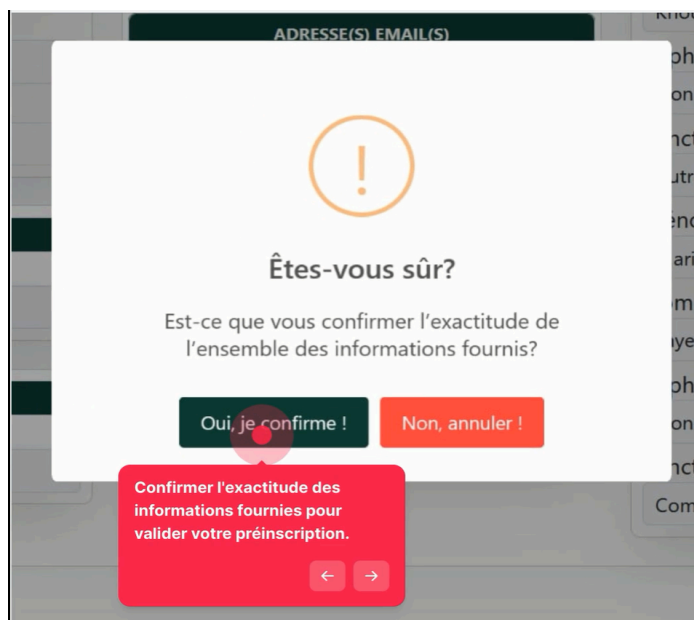 ADRESSE(S) EMAIL(S)
!
Êtes-vous sûr?
Est-ce que vous confirmer l'exactitude de
l'ensemble des informations fournis?
Oui, je confirme !
Non, annuler !
Confirmer l'exactitude des
informations fournies pour
valider votre préinscription.
← →